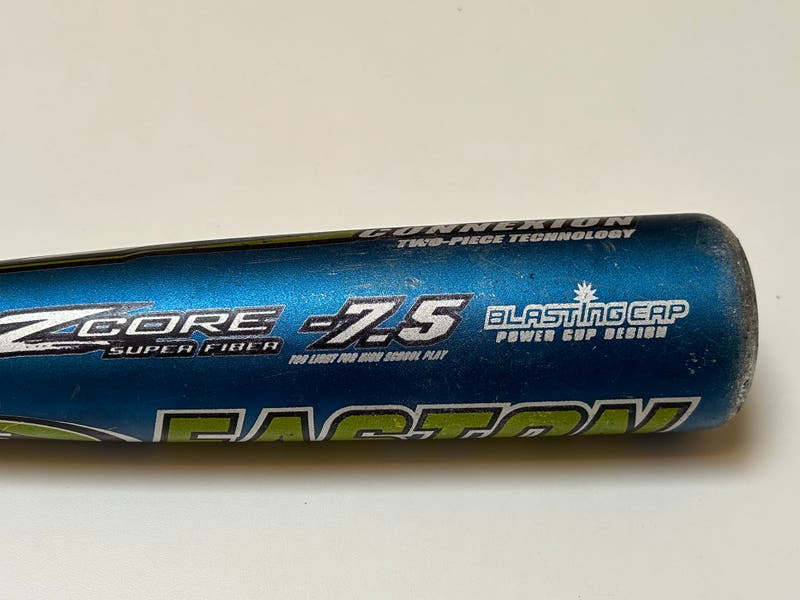 CONNEXION
TWO-PIECE TECHNOLOGY
Z CORE
SUPER FIBER
-7.5
TOO LIGHT FOR HIGH SCHOOL PLAY
BLASTING CAP
POWER CUP DESIGN
EASTON